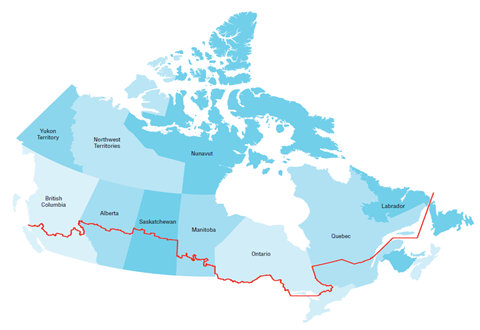 Yukon
Territory
Northwest
Territories
Nunavut
British
Columbia
Alberta
Saskatchewan
Manitoba
Ontario
Quebec
Labrador